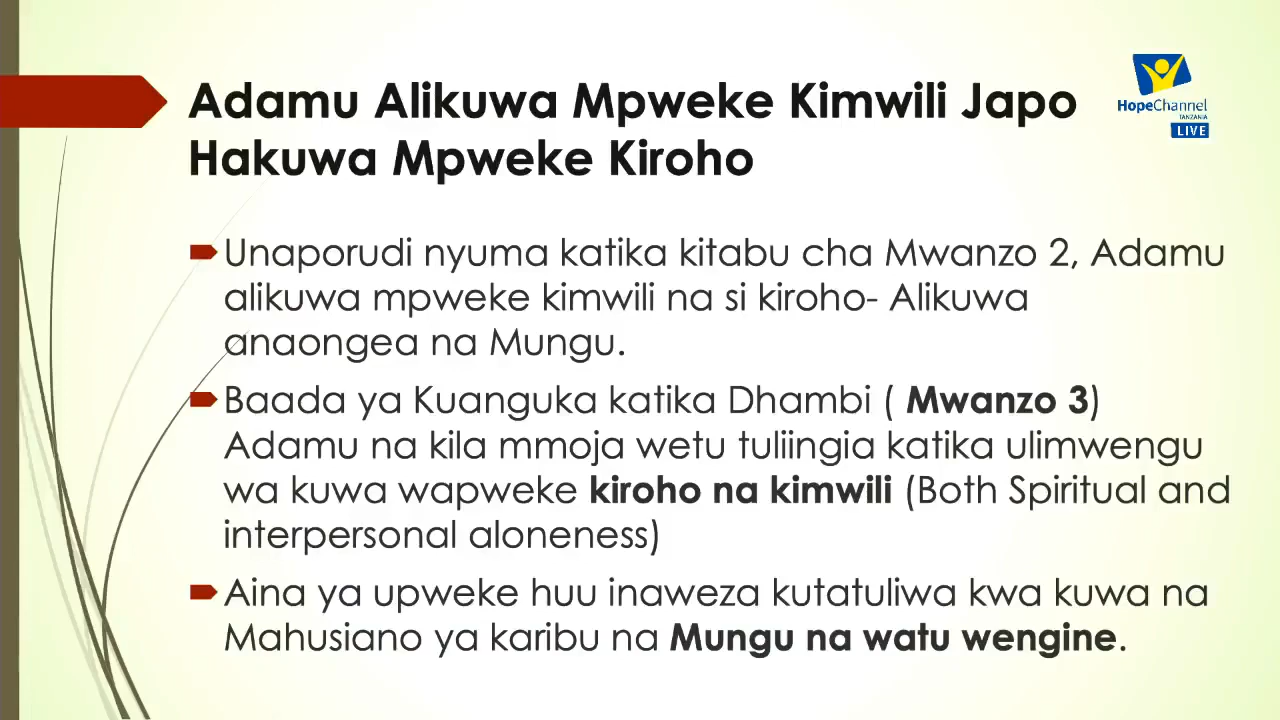 Adamu Alikuwa Mpweke Kimwili Japo
Hakuwa Mpweke Kiroho
HopeChannel
TANZANIA
LIVE
Unaporudi nyuma katika kitabu cha Mwanzo 2, Adamu
alikuwa mpweke kimwili na si kiroho- Alikuwa
anaongea na Mungu.
Baada ya Kuanguka katika Dhambi ( Mwanzo 3)
Adamu na kila mmoja wetu tuliingia katika ulimwengu
wa kuwa wapweke kiroho na kimwili (Both Spiritual and
interpersonal aloneness)
Aina ya upweke huu inaweza kutatuliwa kwa kuwa na
Mahusiano ya karibu na Mungu na watu wengine.